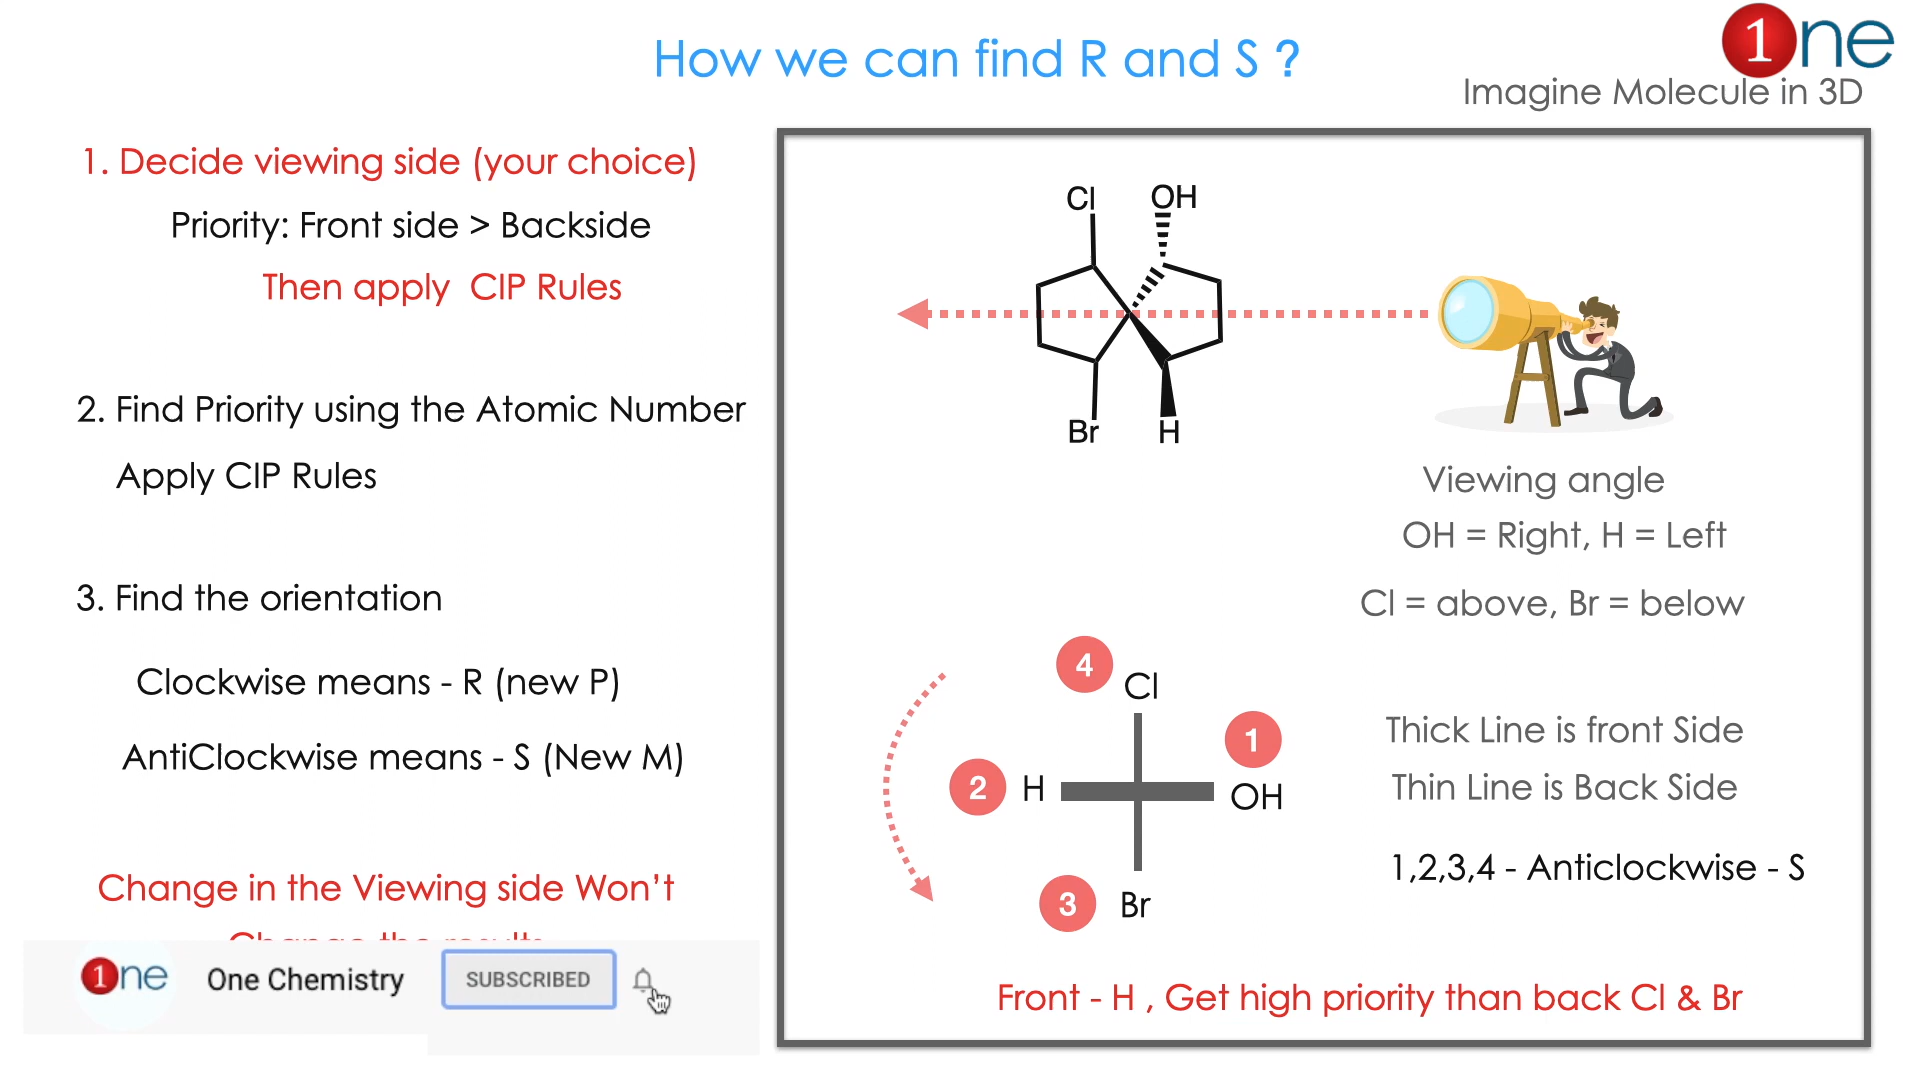 How we can find R and S ?
1ne
Imagine Molecule in 3D
1. Decide viewing side (your choice)
Priority: Front side > Backside
Then apply CIP Rules
2. Find Priority using the Atomic Number
Apply CIP Rules
3. Find the orientation
Clockwise means - R (new P)
AntiClockwise means - S (New M)
Change in the Viewing side Won't
Change the results
1ne
One Chemistry
SUBSCRIBED
Cl
OH
Br
H
Viewing angle
OH = Right, H = Left
Cl = above, Br = below
4
Cl
1
2
H
OH
3
Br
Thick Line is front Side
Thin Line is Back Side
1,2,3,4 - Anticlockwise - S
Front - H , Get high priority than back Cl & Br